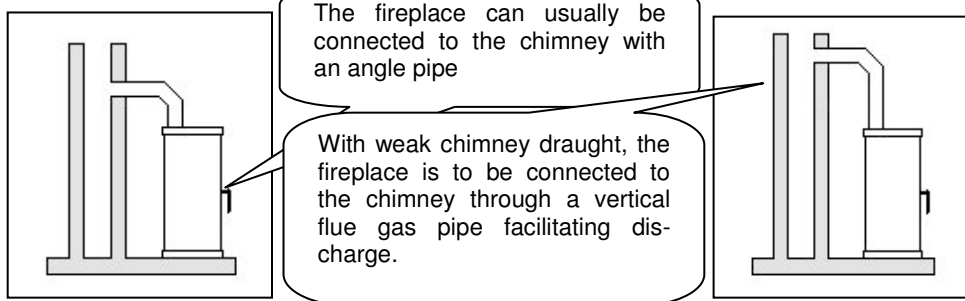 The fireplace can usually be
connected to the chimney with
an angle pipe
With weak chimney draught, the
fireplace is to be connected to
the chimney through a vertical
flue gas pipe facilitating dis-
charge.